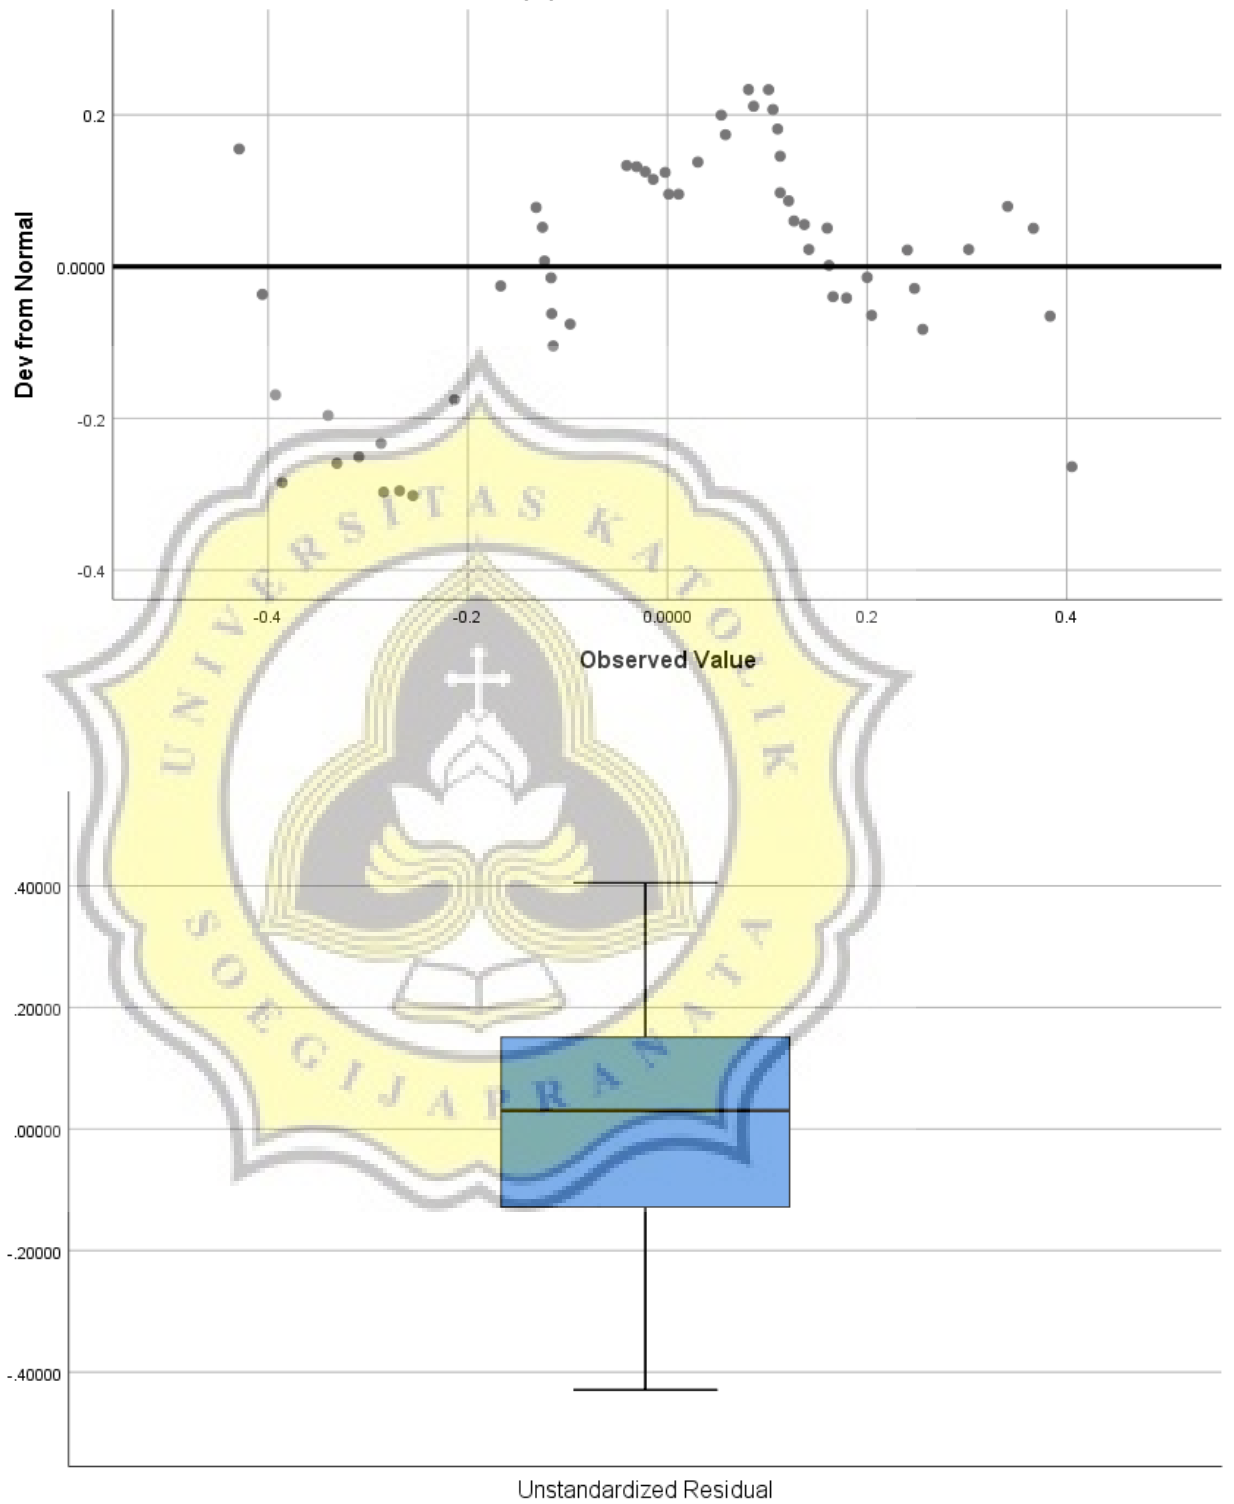 0.2
0.0000
-0.2
-0.4
Dev from Normal
-0.4
-0.2
0.0000
0.2
0.4
Observed Value
UNIVERSITAS KATOLIK
SOEGIJAPRANATA
.40000
.20000
.00000
-.20000
-.40000
Unstandardized Residual